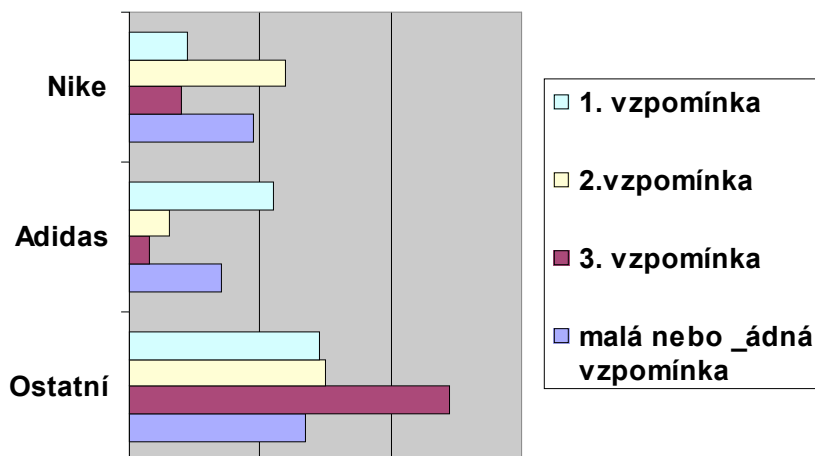 Nike
Adidas
Ostatní
1. vzpomínka
2.vzpomínka
3. vzpomínka
malá nebo _ádná
vzpomínka